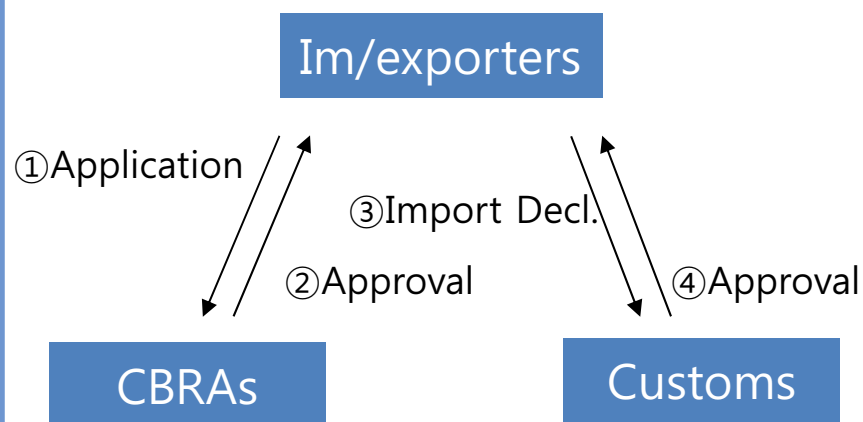 Im/exporters
①Application
③Import Decl.
②Approval
④Approval
CBRAs
Customs